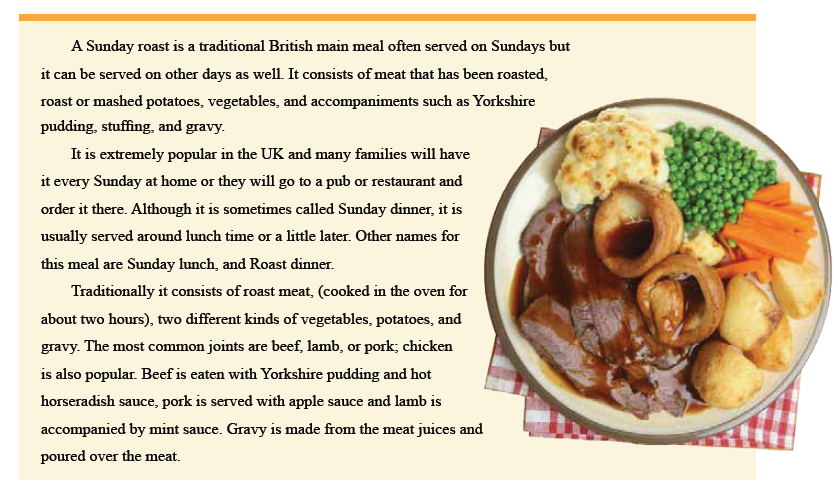 A Sunday roast is a traditional British main meal often served on Sundays but
it can be served on other days as well. It consists of meat that has been roasted,
roast or mashed potatoes, vegetables, and accompaniments such as Yorkshire
pudding, stuffing, and gravy.
It is extremely popular in the UK and many families will have
it every Sunday at home or they will go to a pub or restaurant and
order it there. Although it is sometimes called Sunday dinner, it is
usually served around lunch time or a little later. Other names for
this meal are Sunday lunch, and Roast dinner.
Traditionally it consists of roast meat, (cooked in the oven for
about two hours), two different kinds of vegetables, potatoes, and
gravy. The most common joints are beef, lamb, or pork; chicken
is also popular. Beef is eaten with Yorkshire pudding and hot
horseradish sauce, pork is served with apple sauce and lamb is
accompanied by mint sauce. Gravy is made from the meat juices and
poured over the meat.